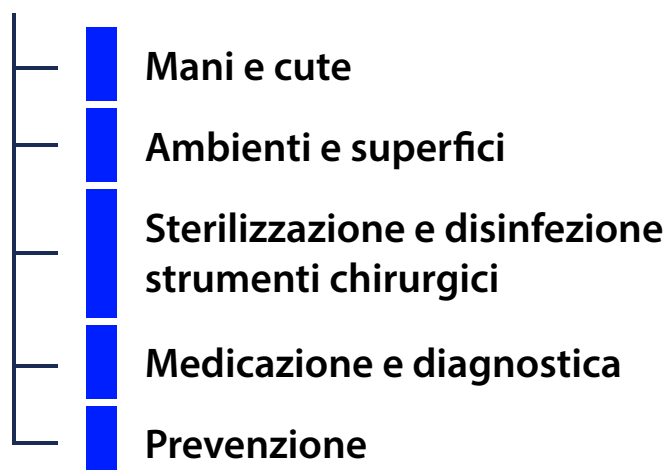 Mani e cute
Ambienti e superfici
Sterilizzazione e disinfezione
strumenti chirurgici
Medicazione e diagnostica
Prevenzione